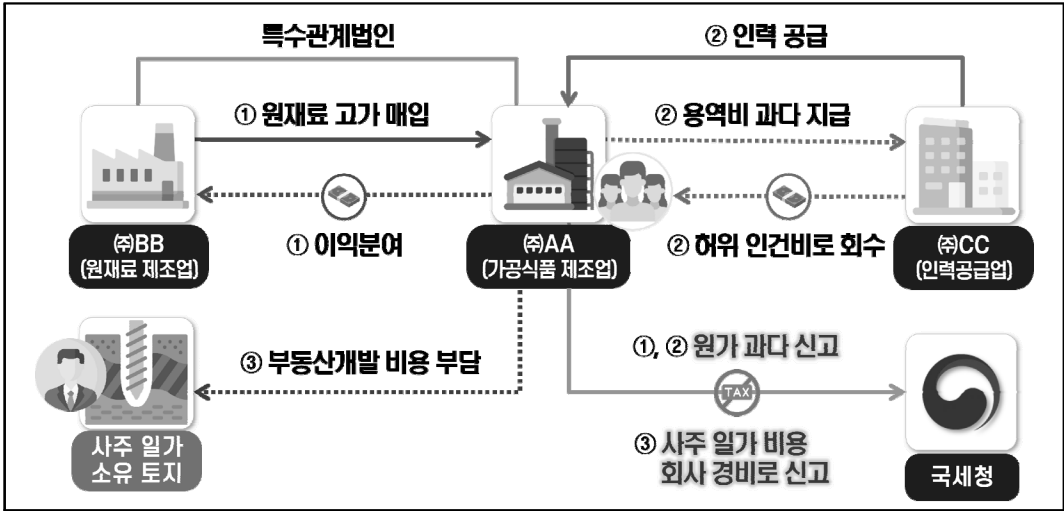 특수관계법인
② 인력 공급
① 원재료 고가 매입
② 용역비 과다 지급
① 이익분여
② 허위 인건비로 회수
㈜BB
(원재료 제조업)
㈜AA
(가공식품 제조업)
㈜CC
(인력공급업)
③ 부동산개발 비용 부담
①, ② 원가 과다 신고
TAX
③ 사주 일가 비용
회사 경비로 신고
사주 일가
소유 토지
국세청